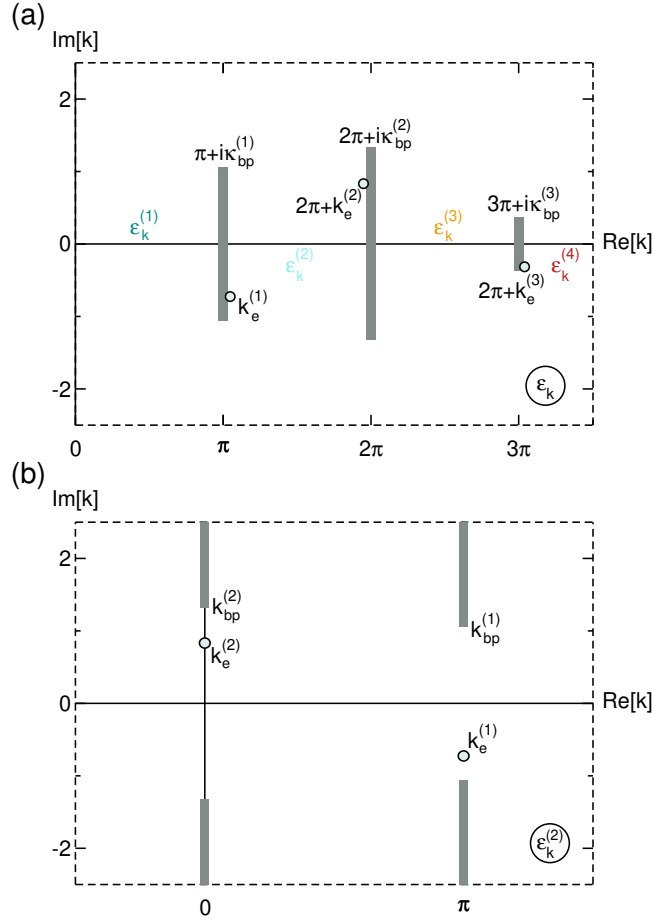 (a)
Im[k]
2
π+iκ_bp^(1)
2π+iκ_bp^(2)
2π+k_e^(2)
3π+iκ_bp^(3)
ε_k^(1)
ε_k^(3)
0
Re[k]
ε_k^(2)
ε_k^(4)
k_e^(1)
2π+k_e^(3)
-2
ε_k
0
π
2π
3π
(b)
Im[k]
2
k_bp^(2)
k_bp^(1)
k_e^(2)
0
Re[k]
k_e^(1)
-2
ε_k^(2)
0
π